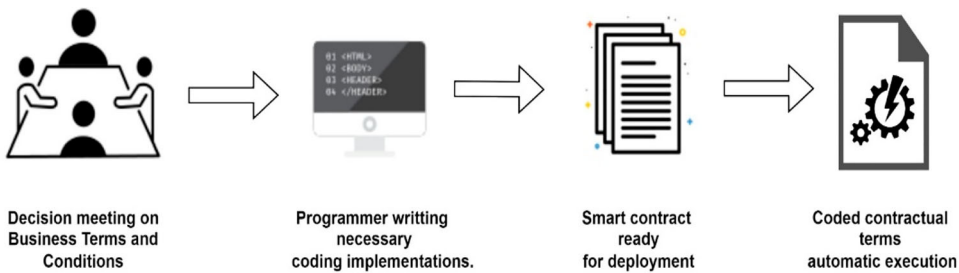 01 <HTML>
02 <BODY>
03 <HEADER>
04 </HEADER>
Decision meeting on
Business Terms and
Conditions
Programmer writting
necessary
coding implementations.
Smart contract
ready
for deployment
Coded contractual
terms
automatic execution